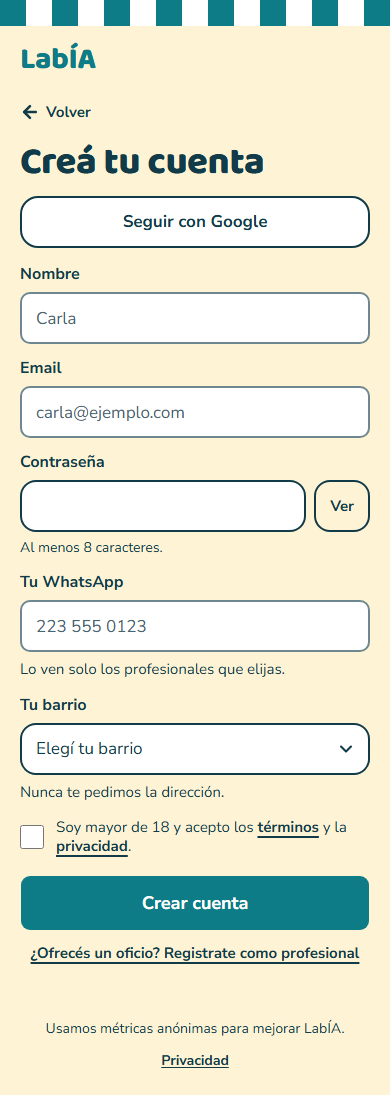 LabÍA
Volver
Creá tu cuenta
Seguir con Google
Nombre
Carla
Email
carla@ejemplo.com
Contraseña
Ver
Al menos 8 caracteres.
Tu WhatsApp
223 555 0123
Lo ven solo los profesionales que elijas.
Tu barrio
Elegí tu barrio
Nunca te pedimos la dirección.
Soy mayor de 18 y acepto los términos y la
privacidad.
Crear cuenta
¿Ofrecés un oficio? Registrate como profesional
Usamos métricas anónimas para mejorar LabÍA.
Privacidad